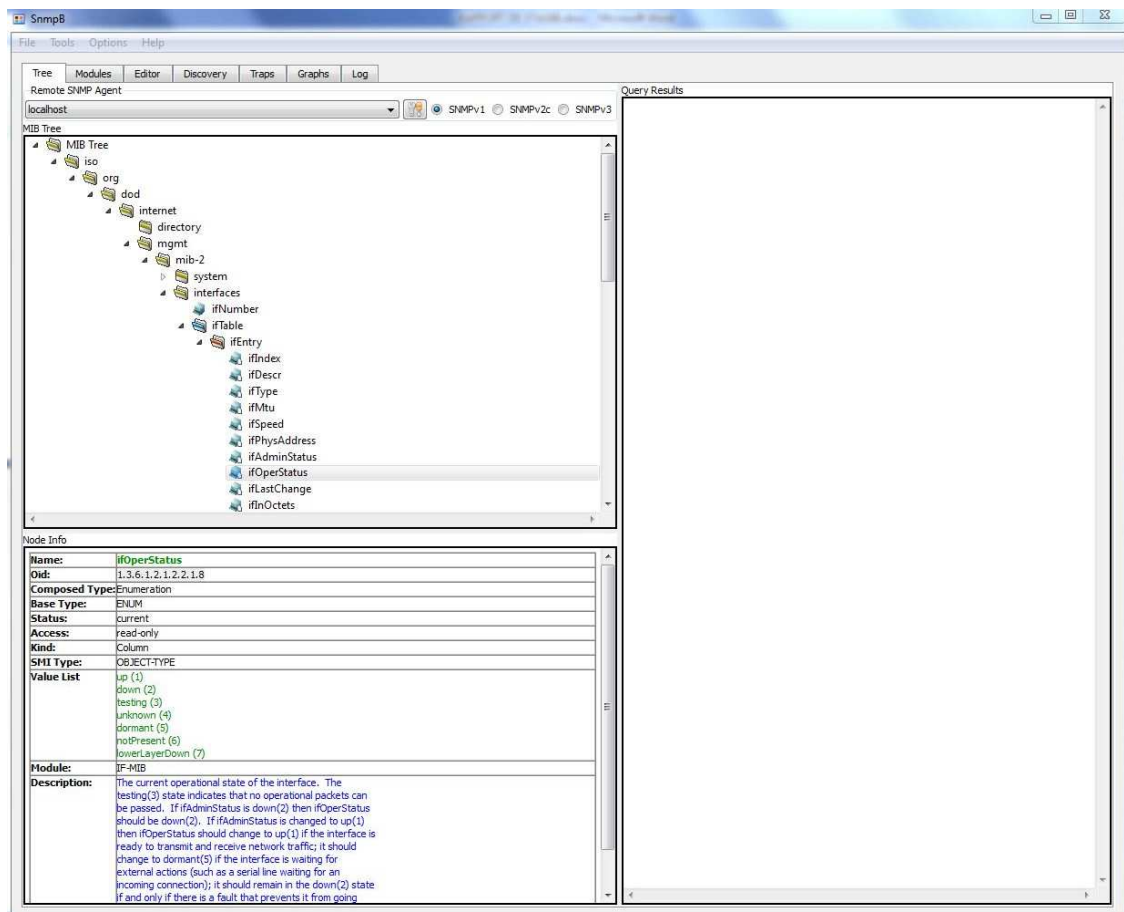 SnmpB
File Tools Options Help
Tree Modules Editor Discovery Traps Graphs Log
Remote SNMP Agent
localhost
SNMPv1 SNMPv2c SNMPv3
MIB Tree
MIB Tree
iso
org
dod
internet
directory
mgmt
mib-2
system
interfaces
ifNumber
ifTable
ifEntry
ifIndex
ifDescr
ifType
ifMtu
ifSpeed
ifPhysAddress
ifAdminStatus
ifOperStatus
ifLastChange
ifInOctets
Node Info
Name: ifOperStatus
Oid: 1.3.6.1.2.1.2.2.1.8
Composed Type: Enumeration
Base Type: ENUM
Status: current
Access: read-only
Kind: Column
SMI Type: OBJECT-TYPE
Value List up (1)
down (2)
testing (3)
unknown (4)
dormant (5)
notPresent (6)
lowerLayerDown (7)
Module: IF-MIB
Description: The current operational state of the interface. The
testing(3) state indicates that no operational packets can
be passed. If ifAdminStatus is down(2) then ifOperStatus
should be down(2). If ifAdminStatus is changed to up(1)
then ifOperStatus should change to up(1) if the interface is
ready to transmit and receive network traffic; it should
change to dormant(5) if the interface is waiting for
external actions (such as a serial line waiting for an
incoming connection); it should remain in the down(2) state
if and only if there is a fault that prevents it from going
Query Results